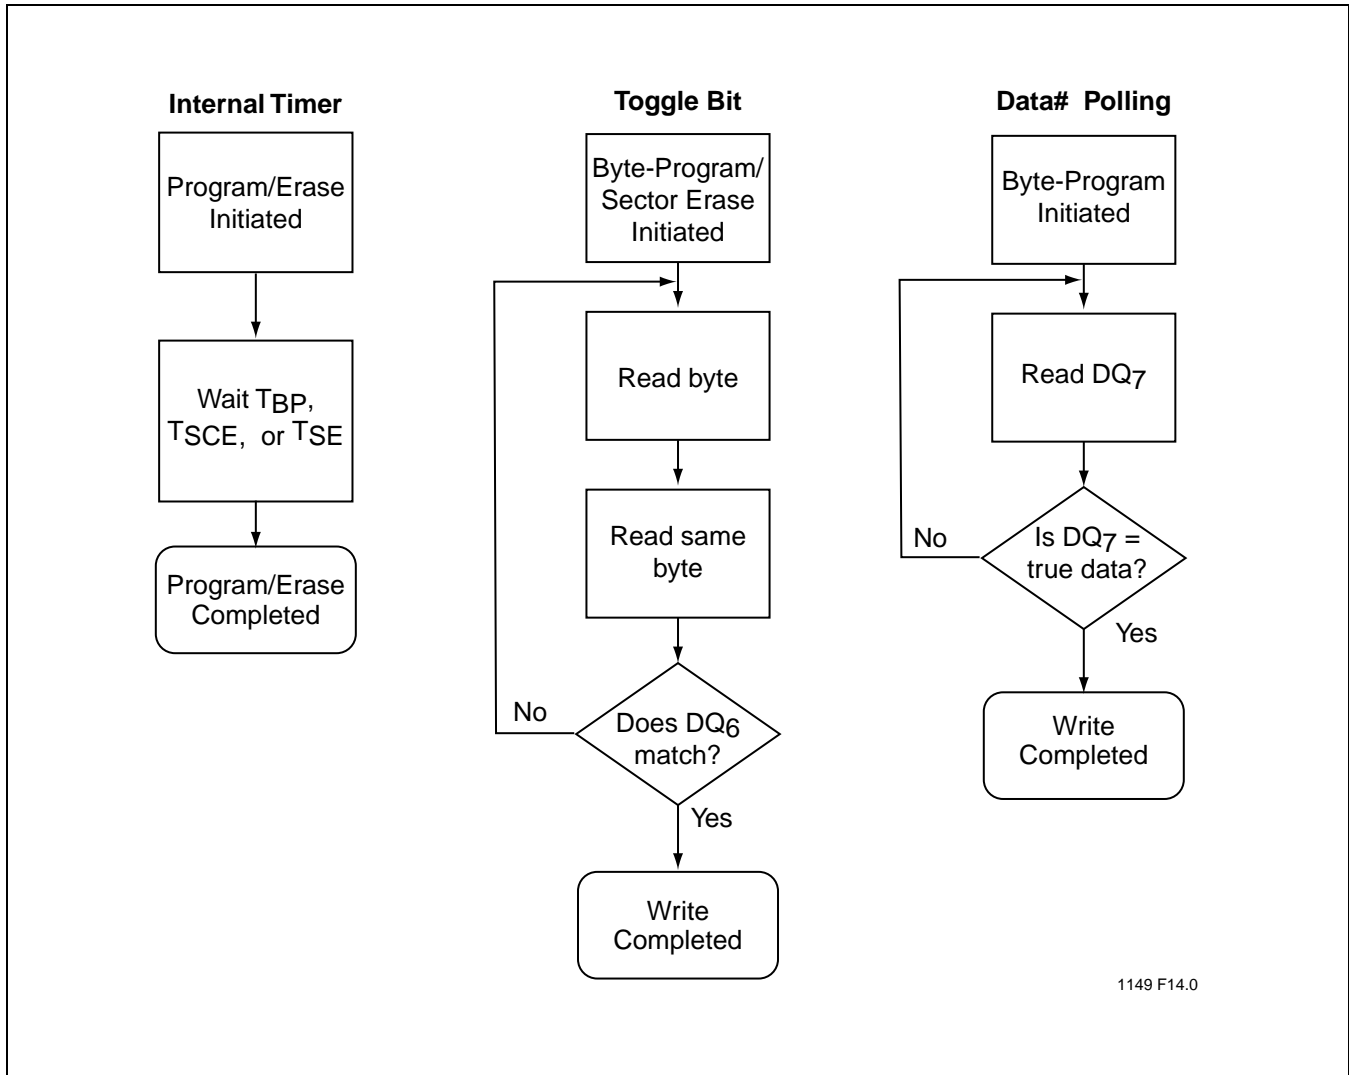 Internal Timer
Program/Erase
Initiated
Wait TBP,
TSCE, or TSE
Program/Erase
Completed
Toggle Bit
Byte-Program/
Sector Erase
Initiated
Read byte
Read same
byte
No
Does DQ6
match?
Yes
Write
Completed
Data# Polling
Byte-Program
Initiated
Read DQ7
No
Is DQ7 =
true data?
Yes
Write
Completed
1149 F14.0